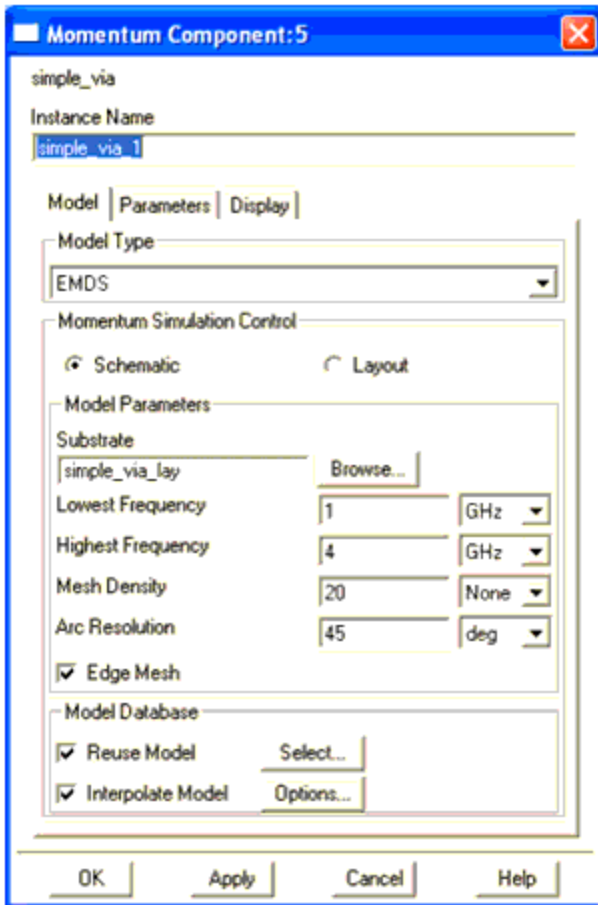 Momentum Component:5
simple_via
Instance Name
simple_via_1
Model Parameters Display
Model Type
EMDS
Momentum Simulation Control
Schematic Layout
Model Parameters
Substrate
simple_via_lay Browse...
Lowest Frequency 1 GHz
Highest Frequency 4 GHz
Mesh Density 20 None
Arc Resolution 45 deg
Edge Mesh
Model Database
Reuse Model Select...
Interpolate Model Options...
OK Apply Cancel Help